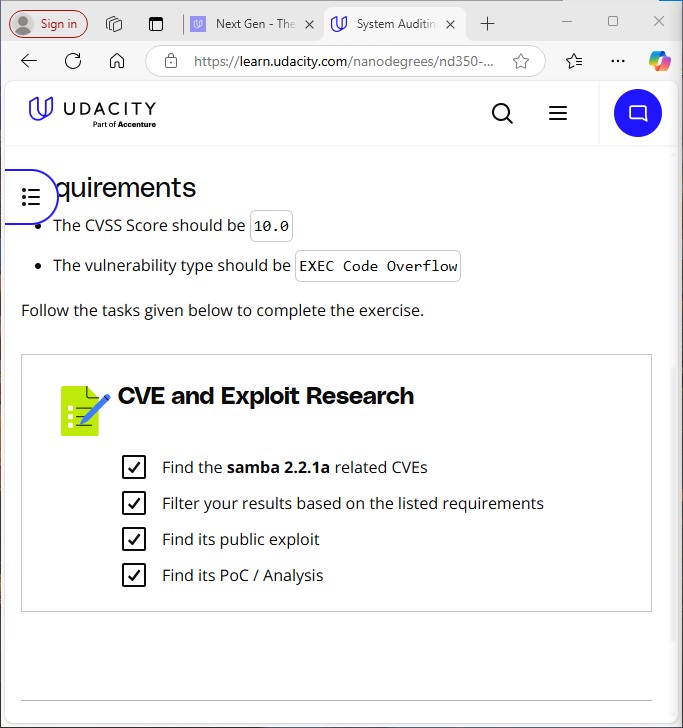 Sign in
Next Gen - The
System Auditin
https://learn.udacity.com/nanodegrees/nd350-...
UDACITY
Part of Accenture
quirements
The CVSS Score should be 10.0
The vulnerability type should be EXEC Code Overflow
Follow the tasks given below to complete the exercise.
CVE and Exploit Research
Find the samba 2.2.1a related CVEs
Filter your results based on the listed requirements
Find its public exploit
Find its PoC / Analysis